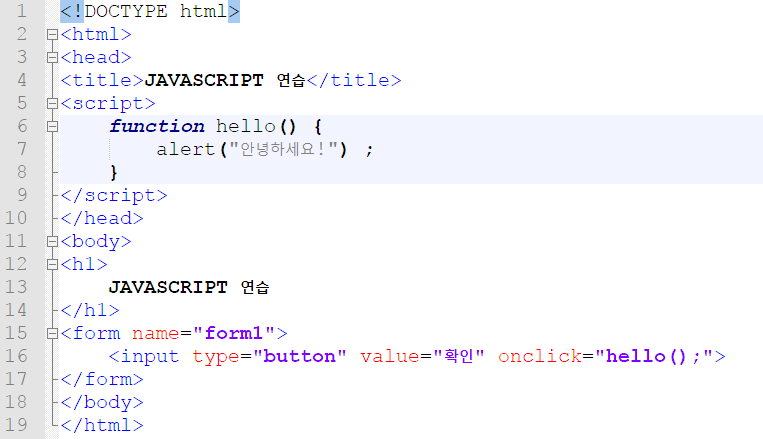 1 <!DOCTYPE html>
2 <html>
3 <head>
4 <title>JAVASCRIPT 연습</title>
5 <script>
6     function hello() {
7         alert("안녕하세요!") ;
8     }
9 </script>
10 </head>
11 <body>
12 <h1>
13     JAVASCRIPT 연습
14 </h1>
15 <form name="form1">
16     <input type="button" value="확인" onclick="hello();">
17 </form>
18 </body>
19 </html>